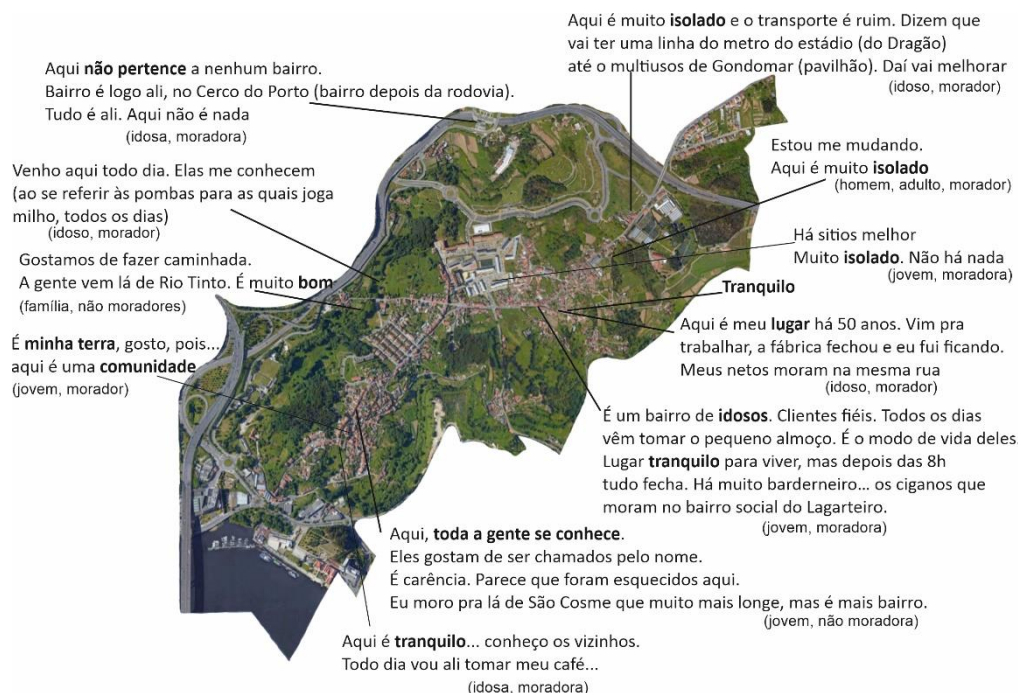 Aqui é muito isolado e o transporte é ruim. Dizem que
vai ter uma linha do metro do estádio (do Dragão)
até o multiusos de Gondomar (pavilhão). Daí vai melhorar
(idoso, morador)
Aqui não pertence a nenhum bairro.
Bairro é logo ali, no Cerco do Porto (bairro depois da rodovia).
Tudo é ali. Aqui não é nada
(idosa, moradora)
Estou me mudando.
Aqui é muito isolado
(homem, adulto, morador)
Venho aqui todo dia. Elas me conhecem
(ao se referir às pombas para as quais joga
milho, todos os dias)
(idoso, morador)
Há sitios melhor
Muito isolado. Não há nada
(jovem, moradora)
Gostamos de fazer caminhada.
A gente vem lá de Rio Tinto. É muito bom
(família, não moradores)
Tranquilo
Aqui é meu lugar há 50 anos. Vim pra
trabalhar, a fábrica fechou e eu fui ficando.
Meus netos moram na mesma rua
(idoso, morador)
É minha terra, gosto, pois...
aqui é uma comunidade
(jovem, morador)
É um bairro de idosos. Clientes fiéis. Todos os dias
vêm tomar o pequeno almoço. É o modo de vida deles.
Lugar tranquilo para viver, mas depois das 8h
tudo fecha. Há muito barderneiro... os ciganos que
moram no bairro social do Lagarteiro.
(jovem, moradora)
Aqui, toda a gente se conhece.
Eles gostam de ser chamados pelo nome.
É carência. Parece que foram esquecidos aqui.
Eu moro pra lá de São Cosme que muito mais longe, mas é mais bairro.
(jovem, não moradora)
Aqui é tranquilo... conheço os vizinhos.
Todo dia vou ali tomar meu café...
(idosa, moradora)